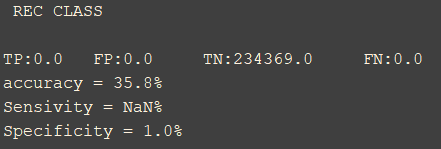 REC CLASS
TP:0.0 FP:0.0 TN:234369.0 FN:0.0
accuracy = 35.8%
Sensivity = NaN%
Specificity = 1.0%